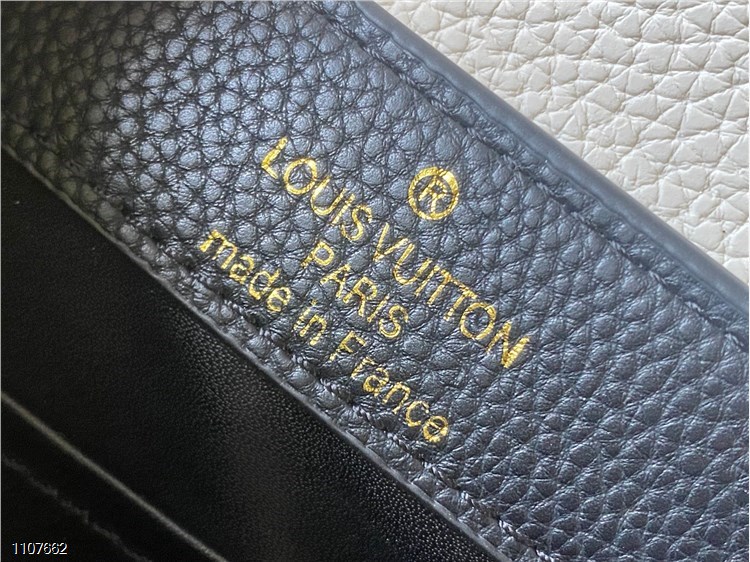 ®
LOUIS VUITTON
PARIS
made in France
1107662